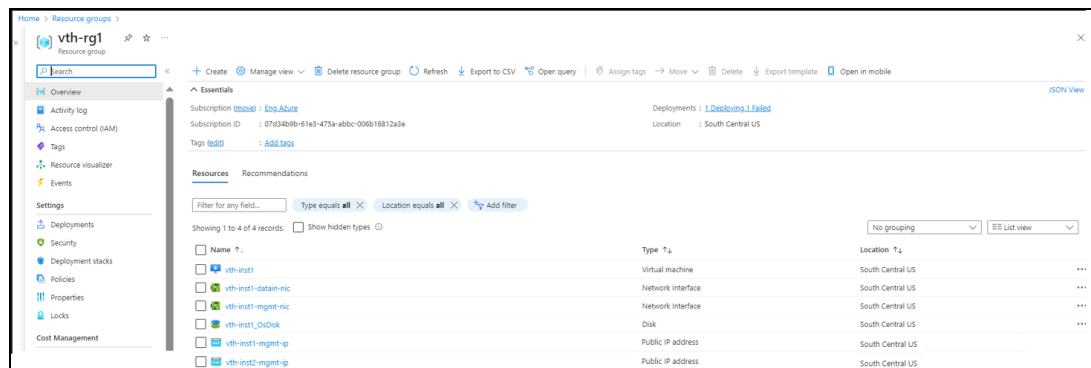 Home > Resource groups >
vth-rg1
Resource group
Search
Overview
Activity log
Access control (IAM)
Tags
Resource visualizer
Events
Settings
Deployments
Security
Deployment stacks
Policies
Properties
Locks
Cost Management
Create Manage view Delete resource group Refresh Export to CSV Open query Assign tags Move Delete Export template Open in mobile
Essentials JSON View
Subscription (move) : Eng Azure Deployments : 1 Deploying,1 Failed
Subscription ID : 07d34b9b-61e3-475a-abbc-006b16812a3e Location : South Central US
Tags (edit) : Add tags
Resources Recommendations
Filter for any field... Type equals all Location equals all Add filter
Showing 1 to 4 of 4 records. Show hidden types No grouping List view
Name Type Location
vth-inst1 Virtual machine South Central US
vth-inst1-datain-nic Network Interface South Central US
vth-inst1-mgmt-nic Network Interface South Central US
vth-inst1_OsDisk Disk South Central US
vth-inst1-mgmt-ip Public IP address South Central US
vth-inst2-mgmt-ip Public IP address South Central US